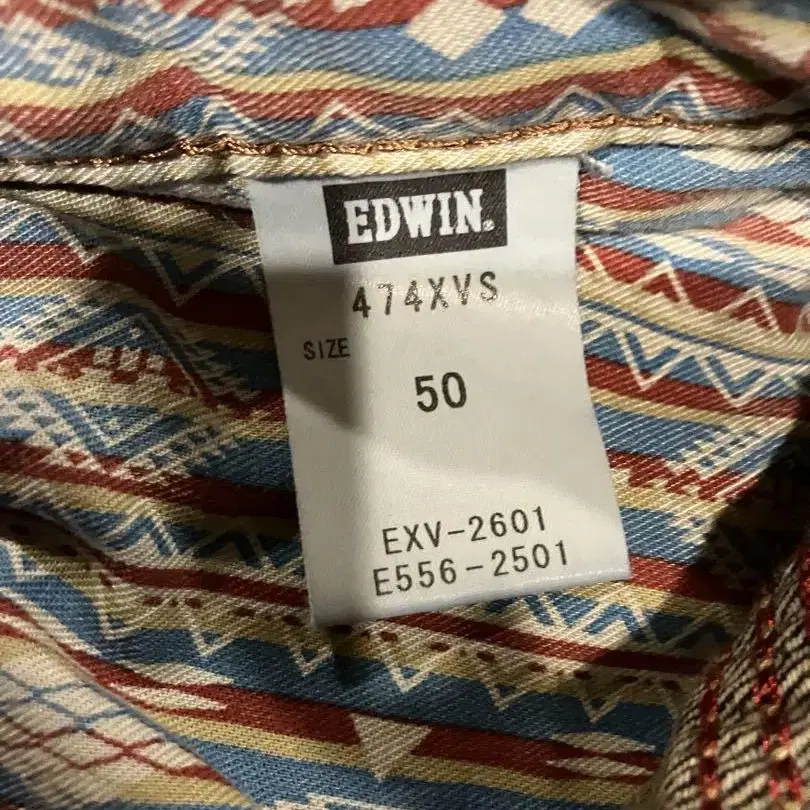 EDWIN.
474XVS
SIZE
50
EXV-2601
E556-2501